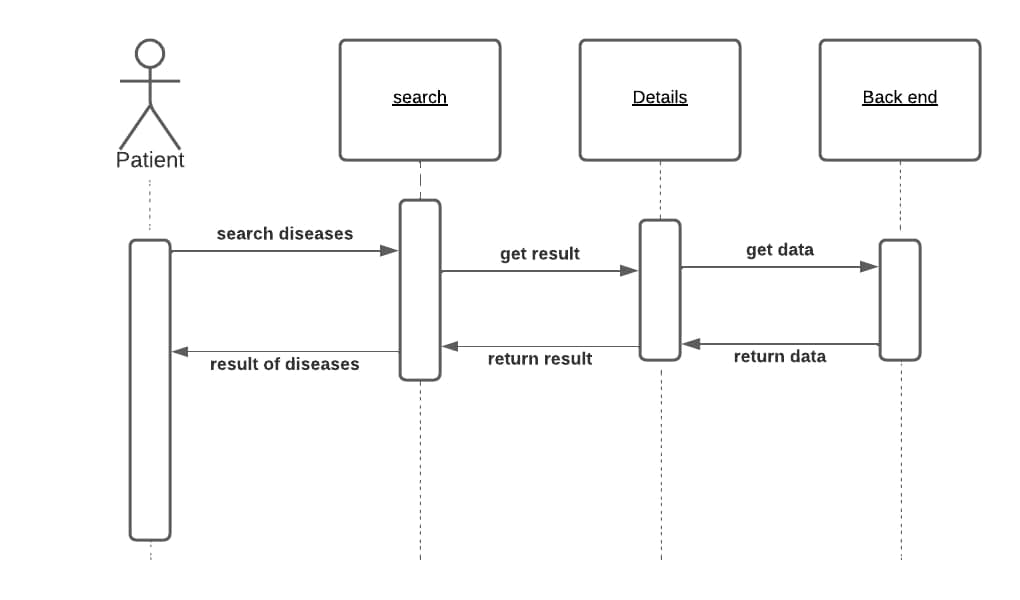 search
Details
Back end
Patient
search diseases
get result
get data
result of diseases
return result
return data